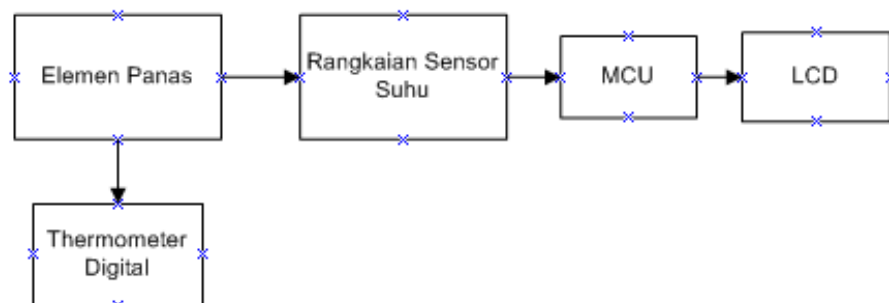 Elemen Panas
Rangkaian Sensor
Suhu
MCU
LCD
Thermometer
Digital